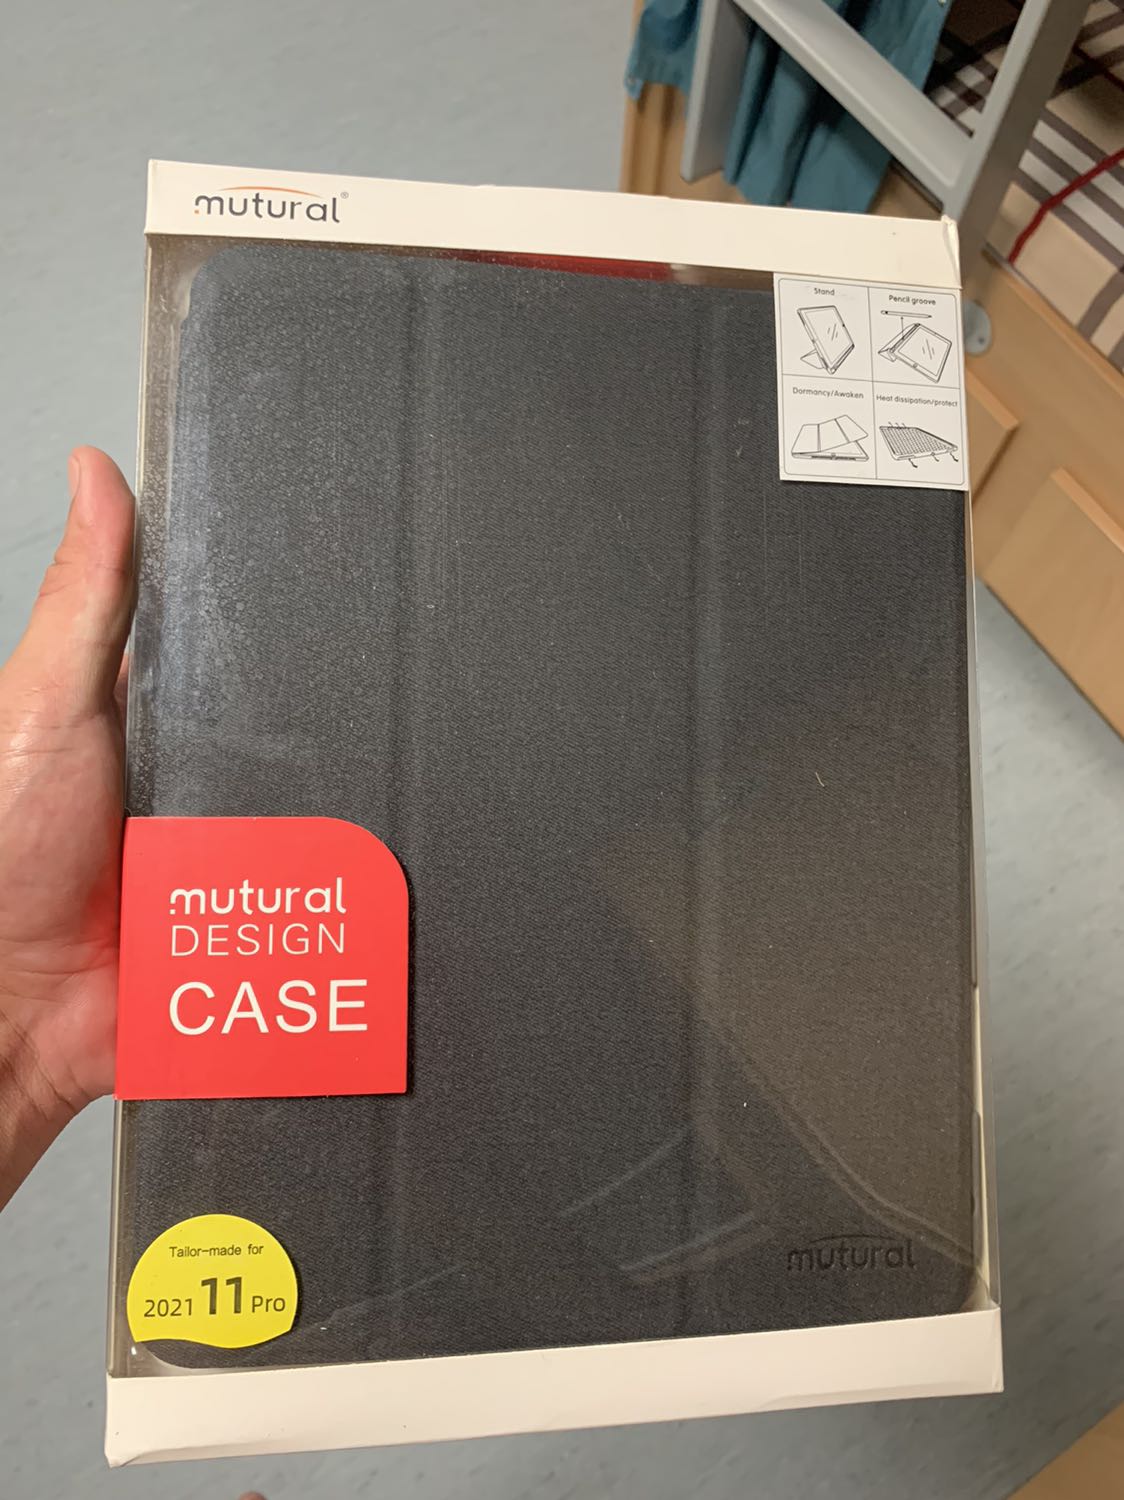 mutural®
Stand
Pencil groove
Dormancy/Awaken
Heat dissipation/protect
mutural
DESIGN
CASE
Tailor-made for
2021 11 Pro
mutural